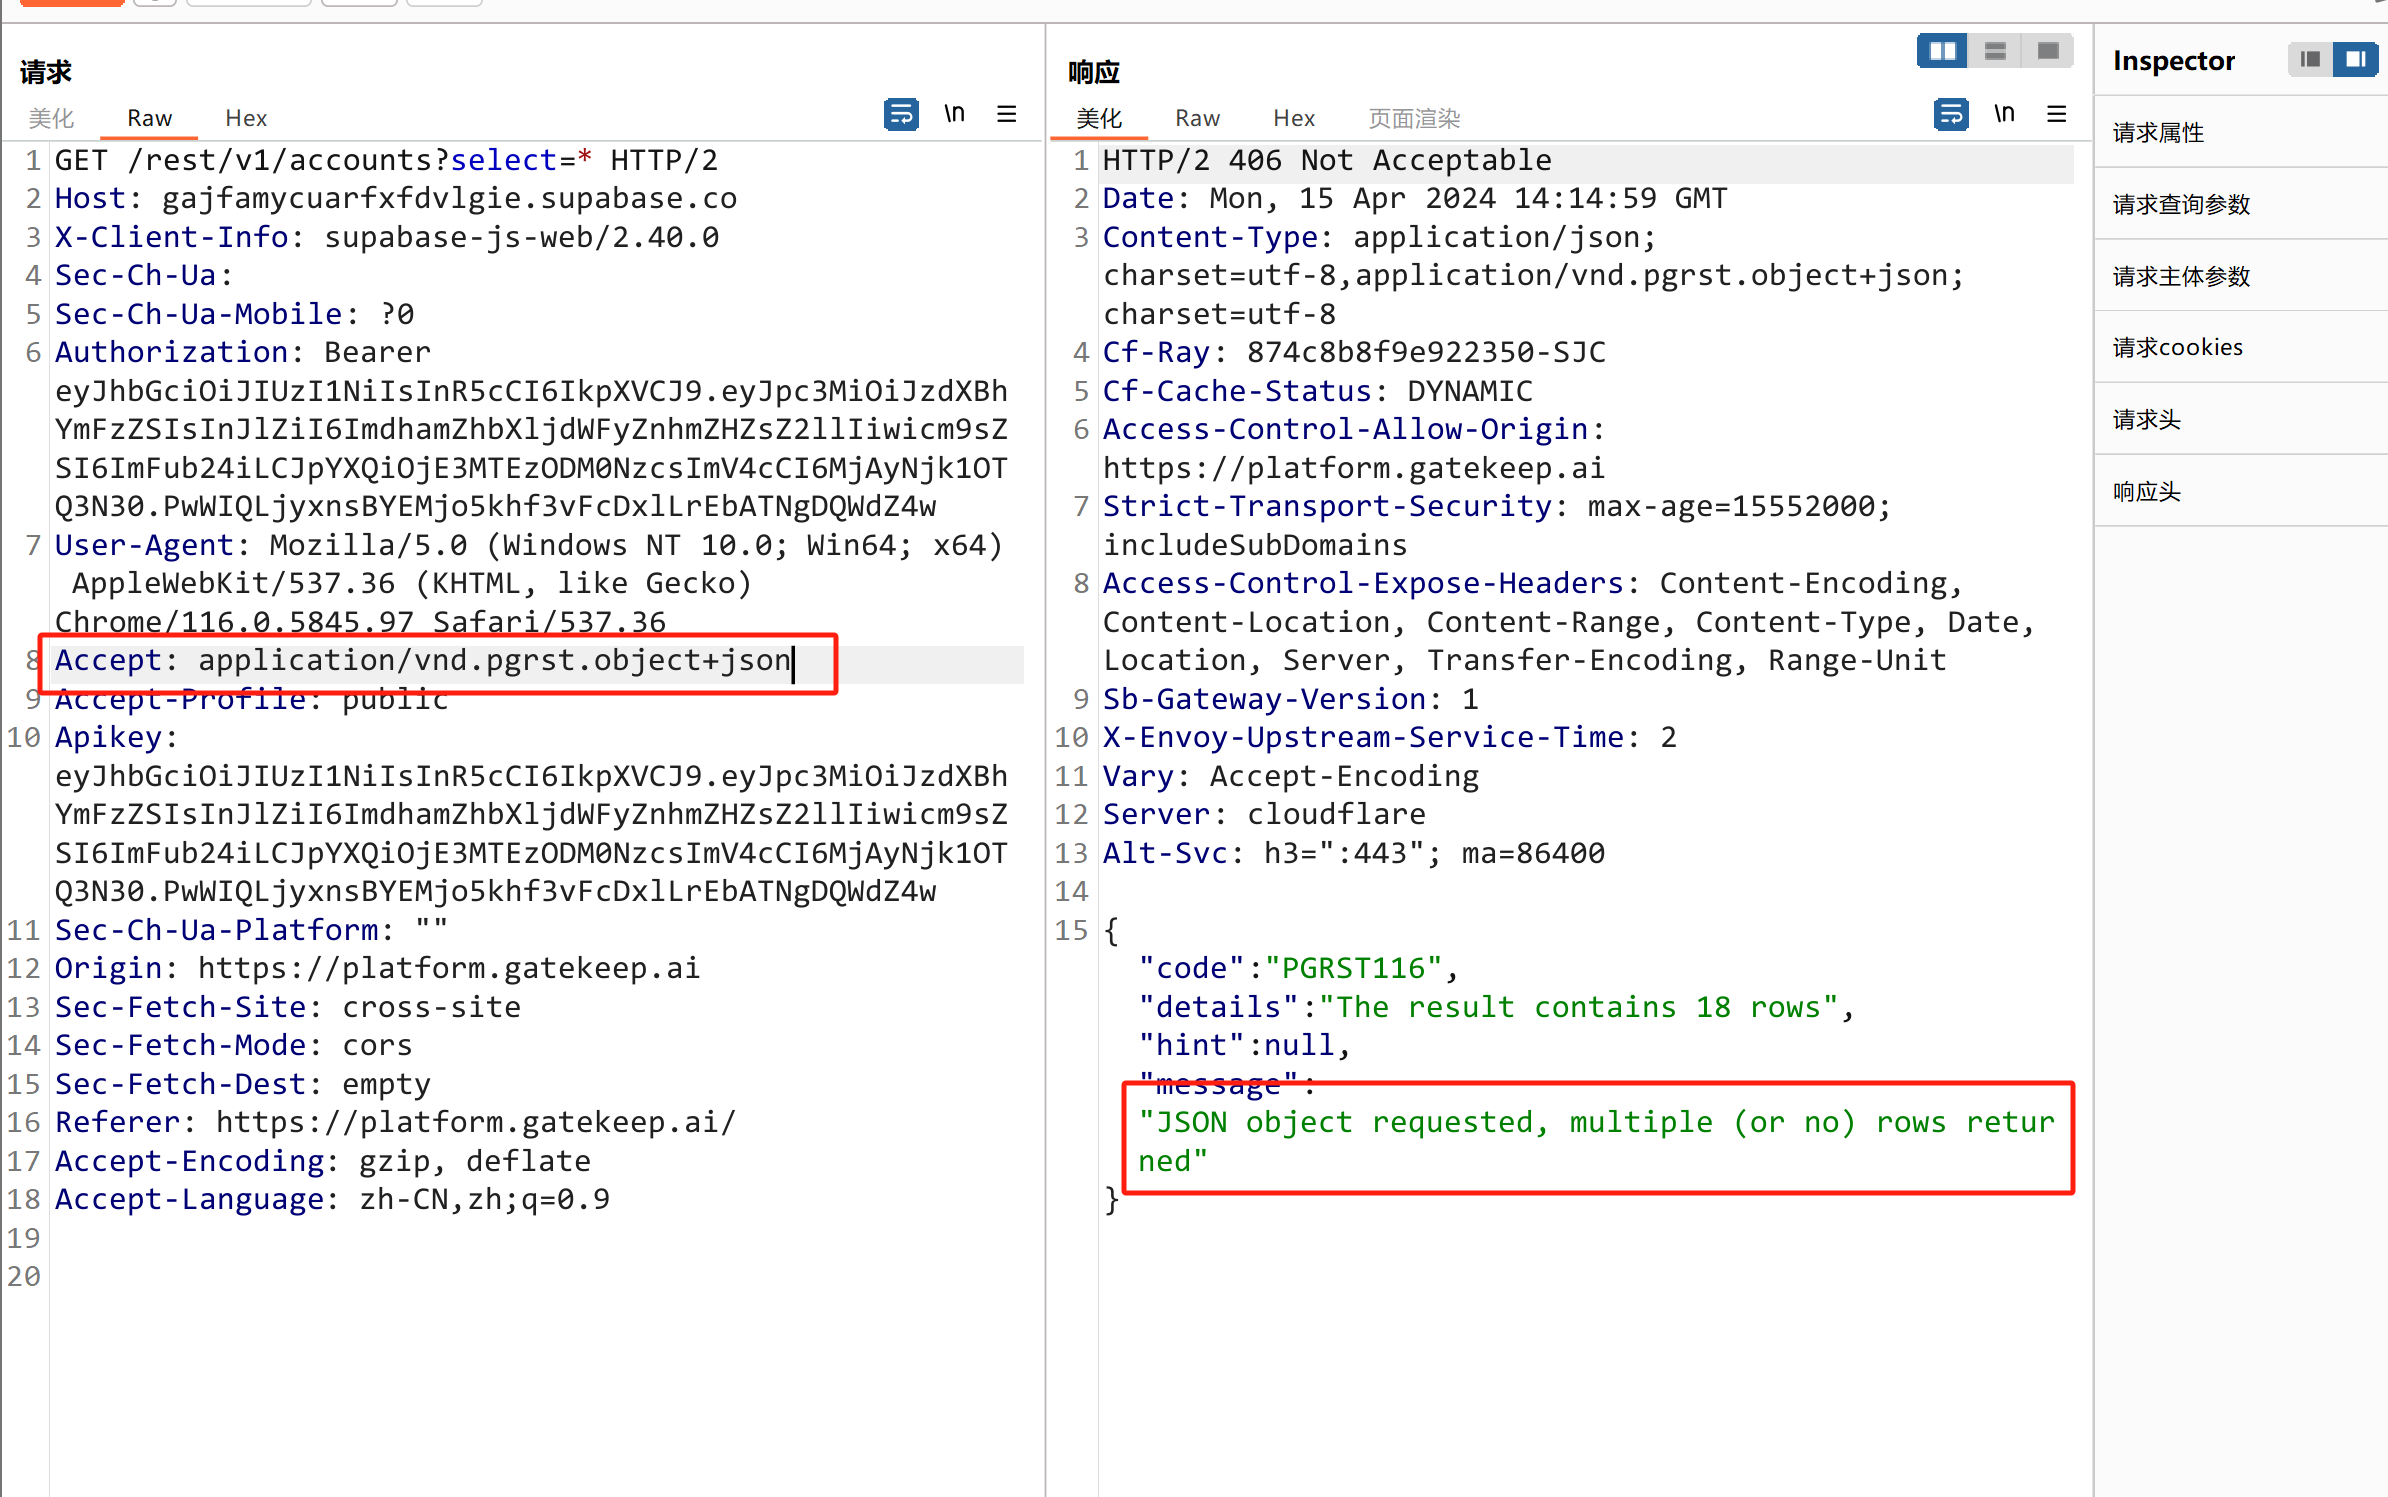 请求
美化 Raw Hex \n
1 GET /rest/v1/accounts?select=* HTTP/2
2 Host: gajfamycuarfxfdvlgie.supabase.co
3 X-Client-Info: supabase-js-web/2.40.0
4 Sec-Ch-Ua:
5 Sec-Ch-Ua-Mobile: ?0
6 Authorization: Bearer
eyJhbGciOiJIUzI1NiIsInR5cCI6IkpXVCJ9.eyJpc3MiOiJzdXBh
YmFzZSIsInJlZiI6ImdhamZhbXljdWFyZnhmZHZsZ2llIiwicm9sZ
SI6ImFub24iLCJpYXQiOjE3MTEzODM0NzcsImV4cCI6MjAyNjk1OT
Q3N30.PwWIQLjyxnsBYEMjo5khf3vFcDxlLrEbATNgDQWdZ4w
7 User-Agent: Mozilla/5.0 (Windows NT 10.0; Win64; x64)
AppleWebKit/537.36 (KHTML, like Gecko)
Chrome/116.0.5845.97 Safari/537.36
8 Accept: application/vnd.pgrst.object+json
9 Accept-Profile: public
10 Apikey:
eyJhbGciOiJIUzI1NiIsInR5cCI6IkpXVCJ9.eyJpc3MiOiJzdXBh
YmFzZSIsInJlZiI6ImdhamZhbXljdWFyZnhmZHZsZ2llIiwicm9sZ
SI6ImFub24iLCJpYXQiOjE3MTEzODM0NzcsImV4cCI6MjAyNjk1OT
Q3N30.PwWIQLjyxnsBYEMjo5khf3vFcDxlLrEbATNgDQWdZ4w
11 Sec-Ch-Ua-Platform: ""
12 Origin: https://platform.gatekeep.ai
13 Sec-Fetch-Site: cross-site
14 Sec-Fetch-Mode: cors
15 Sec-Fetch-Dest: empty
16 Referer: https://platform.gatekeep.ai/
17 Accept-Encoding: gzip, deflate
18 Accept-Language: zh-CN,zh;q=0.9
19
20
响应
美化 Raw Hex 页面渲染 \n
1 HTTP/2 406 Not Acceptable
2 Date: Mon, 15 Apr 2024 14:14:59 GMT
3 Content-Type: application/json;
charset=utf-8,application/vnd.pgrst.object+json;
charset=utf-8
4 Cf-Ray: 874c8b8f9e922350-SJC
5 Cf-Cache-Status: DYNAMIC
6 Access-Control-Allow-Origin:
https://platform.gatekeep.ai
7 Strict-Transport-Security: max-age=15552000;
includeSubDomains
8 Access-Control-Expose-Headers: Content-Encoding,
Content-Location, Content-Range, Content-Type, Date,
Location, Server, Transfer-Encoding, Range-Unit
9 Sb-Gateway-Version: 1
10 X-Envoy-Upstream-Service-Time: 2
11 Vary: Accept-Encoding
12 Server: cloudflare
13 Alt-Svc: h3=":443"; ma=86400
14
15 {
"code":"PGRST116",
"details":"The result contains 18 rows",
"hint":null,
"message":
"JSON object requested, multiple (or no) rows retur
ned"
}
Inspector
请求属性
请求查询参数
请求主体参数
请求cookies
请求头
响应头